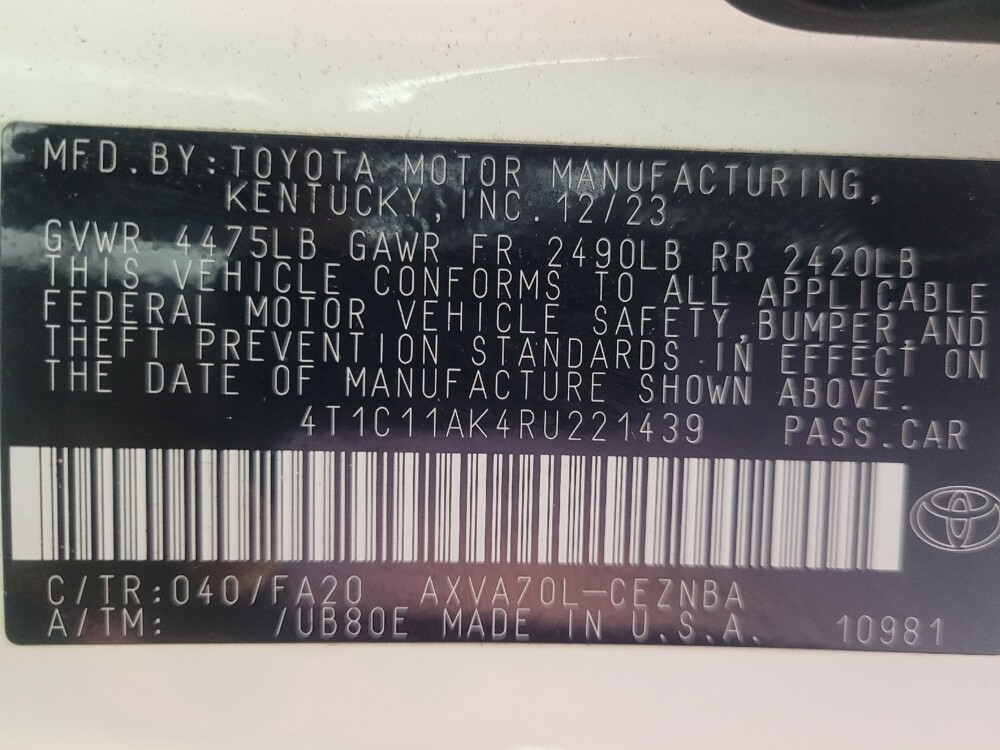 MFD.BY:TOYOTA MOTOR MANUFACTURING,
KENTUCKY,INC. 12/23
GVWR 4475LB GAWR FR 2490LB RR 2420LB
THIS VEHICLE CONFORMS TO ALL APPLICABLE
FEDERAL MOTOR VEHICLE SAFETY,BUMPER,AND
THEFT PREVENTION STANDARDS IN EFFECT ON
THE DATE OF MANUFACTURE SHOWN ABOVE.
4T1C11AK4RU221439 PASS.CAR
C/TR:040/FA20 AXVA70L-CEZNBA
A/TM: /UB80E MADE IN U.S.A. 10981